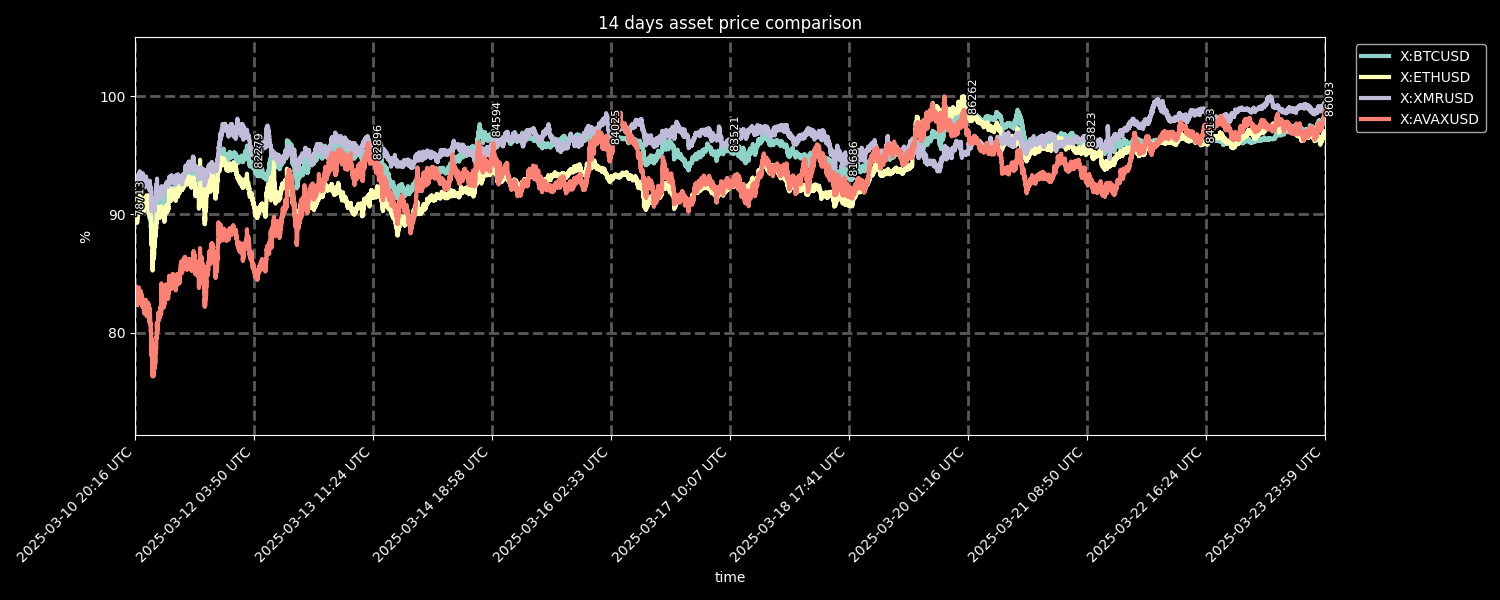 14 days asset price comparison
X:BTCUSD
X:ETHUSD
X:XMRUSD
X:AVAXUSD
100
90
80
%
78713
82279
82896
84594
84025
83521
81686
86262
83823
84133
86093
2025-03-10 20:16 UTC
2025-03-12 03:50 UTC
2025-03-13 11:24 UTC
2025-03-14 18:58 UTC
2025-03-16 02:33 UTC
2025-03-17 10:07 UTC
2025-03-18 17:41 UTC
2025-03-20 01:16 UTC
2025-03-21 08:50 UTC
2025-03-22 16:24 UTC
2025-03-23 23:59 UTC
time